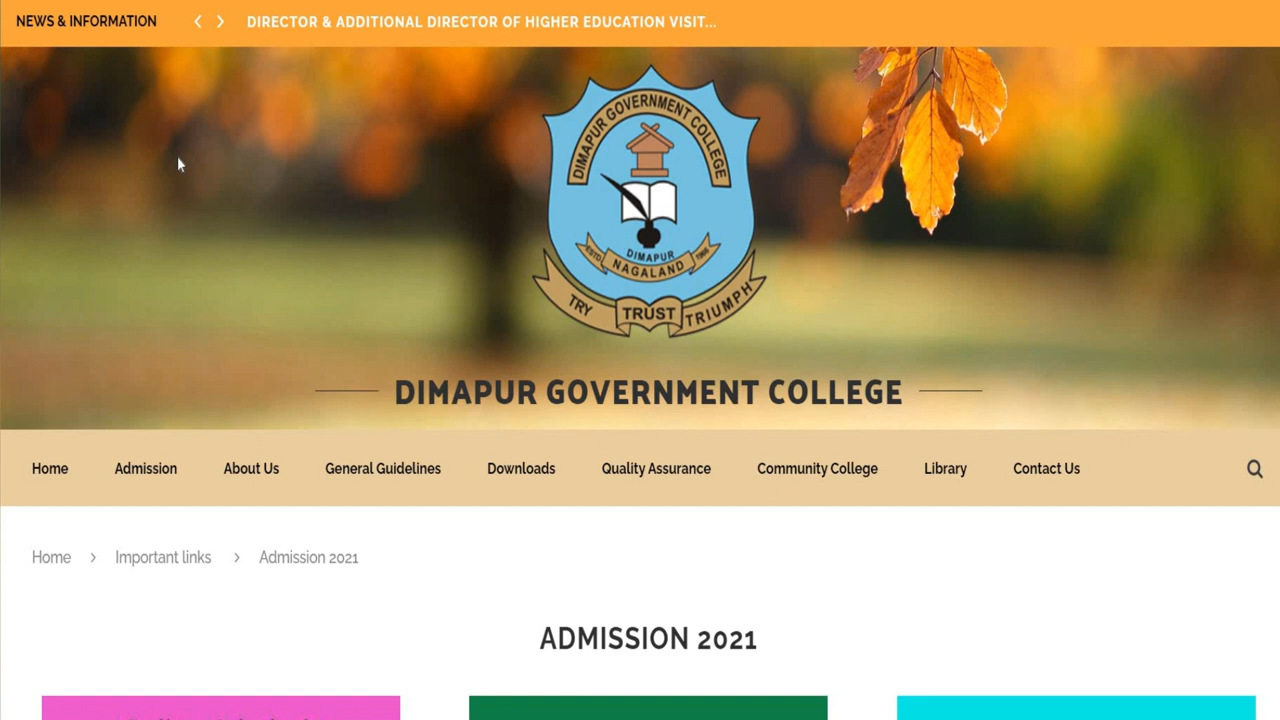 NEWS & INFORMATION
DIRECTOR & ADDITIONAL DIRECTOR OF HIGHER EDUCATION VISIT...
DIMAPUR GOVERNMENT COLLEGE
DIMAPUR
ESTD NAGALAND 1966
TRY TRUST TRIUMPH
DIMAPUR GOVERNMENT COLLEGE
Home Admission About Us General Guidelines Downloads Quality Assurance Community College Library Contact Us
Home > Important links > Admission 2021
ADMISSION 2021